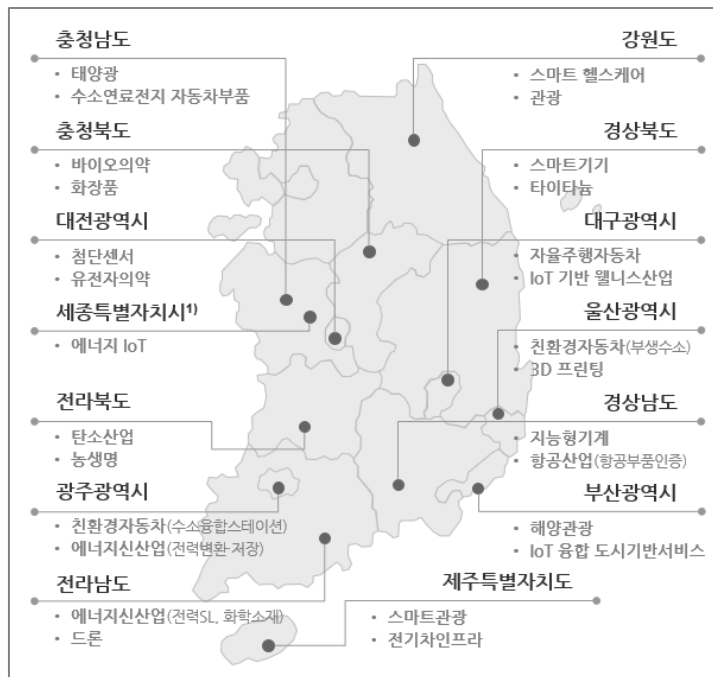 충청남도
• 태양광
• 수소연료전지 자동차부품
충청북도
• 바이오의약
• 화장품
대전광역시
• 첨단센서
• 유전자의약
세종특별자치시¹⁾
• 에너지 IoT
전라북도
• 탄소산업
• 농생명
광주광역시
• 친환경자동차(수소융합스테이션)
• 에너지신산업(전력변환·저장)
전라남도
• 에너지신산업(전력SI, 화학소재)
• 드론
강원도
• 스마트 헬스케어
• 관광
경상북도
• 스마트기기
• 타이타늄
대구광역시
• 자율주행자동차
• IoT 기반 웰니스산업
울산광역시
• 친환경자동차(부생수소)
• 3D 프린팅
경상남도
• 지능형기계
• 항공산업(항공부품인증)
부산광역시
• 해양관광
• IoT 융합 도시기반서비스
제주특별자치도
• 스마트관광
• 전기차인프라